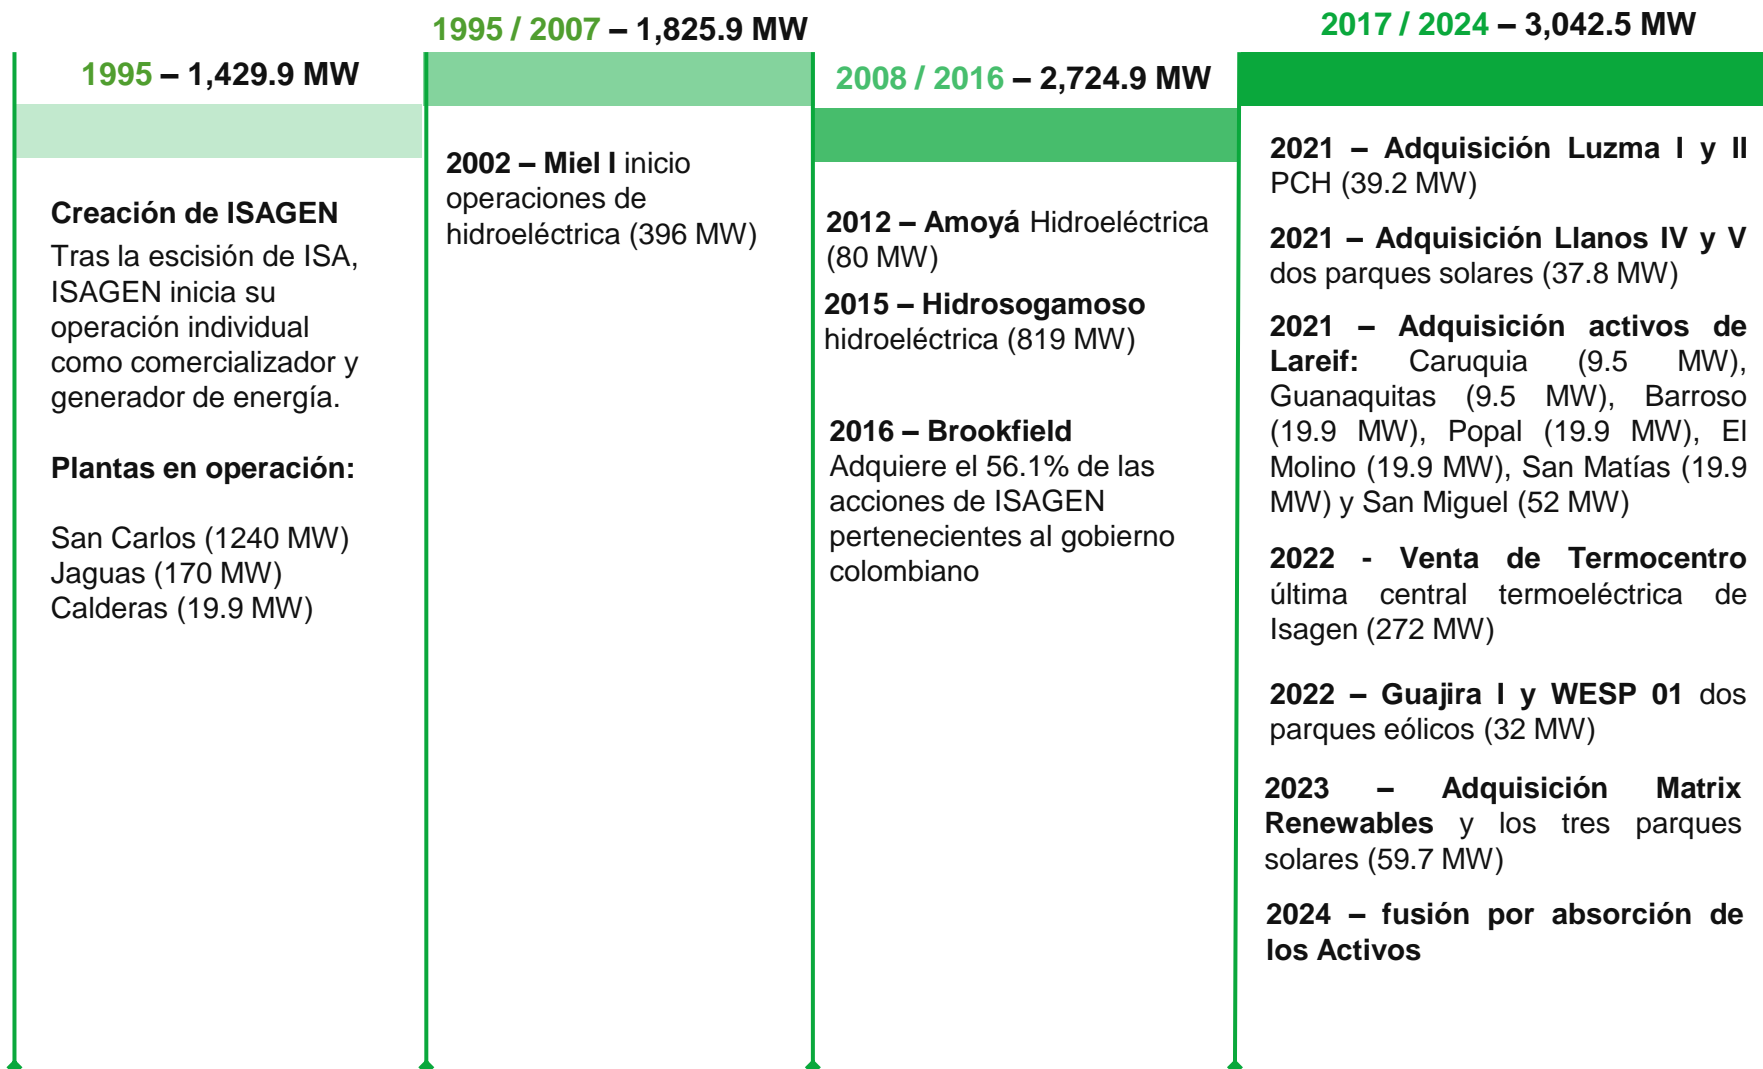 1995 – 1,429.9 MW
Creación de ISAGEN
Tras la escisión de ISA,
ISAGEN inicia su
operación individual
como comercializador y
generador de energía.
Plantas en operación:
San Carlos (1240 MW)
Jaguas (170 MW)
Calderas (19.9 MW)
1995 / 2007 – 1,825.9 MW
2002 – Miel I inicio
operaciones de
hidroeléctrica (396 MW)
2008 / 2016 – 2,724.9 MW
2012 – Amoyá Hidroeléctrica
(80 MW)
2015 – Hidrosogamoso
hidroeléctrica (819 MW)
2016 – Brookfield
Adquiere el 56.1% de las
acciones de ISAGEN
pertenecientes al gobierno
colombiano
2017 / 2024 – 3,042.5 MW
2021 – Adquisición Luzma I y II
PCH (39.2 MW)
2021 – Adquisición Llanos IV y V
dos parques solares (37.8 MW)
2021 – Adquisición activos de
Lareif: Caruquia (9.5 MW),
Guanaquitas (9.5 MW), Barroso
(19.9 MW), Popal (19.9 MW), El
Molino (19.9 MW), San Matías (19.9
MW) y San Miguel (52 MW)
2022 - Venta de Termocentro
última central termoeléctrica de
Isagen (272 MW)
2022 – Guajira I y WESP 01 dos
parques eólicos (32 MW)
2023 – Adquisición Matrix
Renewables y los tres parques
solares (59.7 MW)
2024 – fusión por absorción de
los Activos